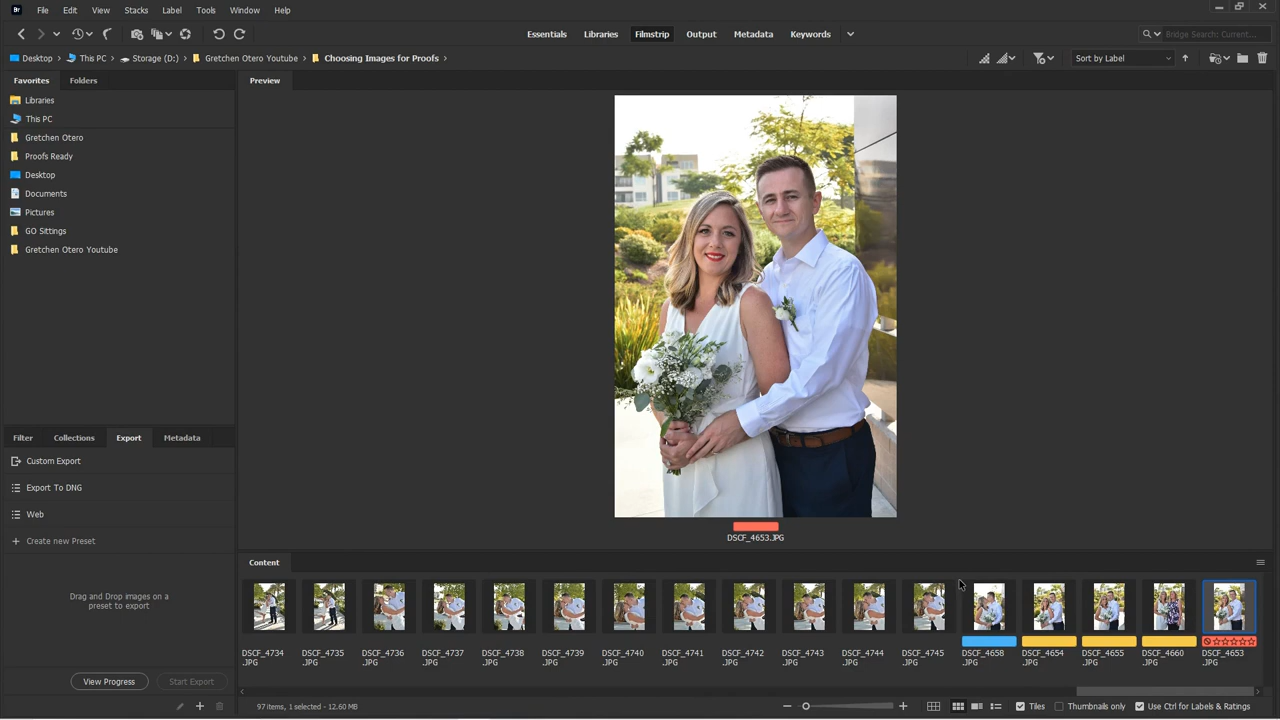 Br File Edit View Stacks Label Tools Window Help
Essentials Libraries Filmstrip Output Metadata Keywords
Bridge Search: Current...
Desktop This PC Storage (D:) Gretchen Otero Youtube Choosing Images for Proofs
Sort by Label
Favorites Folders
Preview
Libraries
This PC
Gretchen Otero
Proofs Ready
Desktop
Documents
Pictures
GO Sittings
Gretchen Otero Youtube
Filter Collections Export Metadata
Custom Export
Export To DNG
Web
Create new Preset
Drag and Drop images on a
preset to export
View Progress Start Export
DSCF_4653.JPG
Content
DSCF_4734
.JPG
DSCF_4735
.JPG
DSCF_4736
.JPG
DSCF_4737
.JPG
DSCF_4738
.JPG
DSCF_4739
.JPG
DSCF_4740
.JPG
DSCF_4741
.JPG
DSCF_4742
.JPG
DSCF_4743
.JPG
DSCF_4744
.JPG
DSCF_4745
.JPG
DSCF_4658
.JPG
DSCF_4654
.JPG
DSCF_4655
.JPG
DSCF_4660
.JPG
DSCF_4653
.JPG
97 items, 1 selected - 12.60 MB
Tiles Thumbnails only Use Ctrl for Labels & Ratings